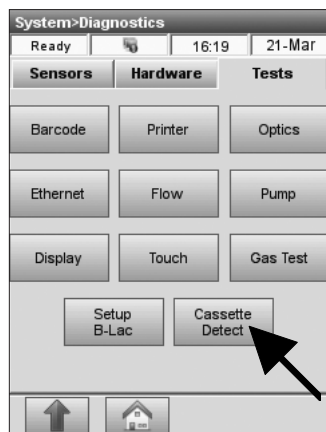 System>Diagnostics
Ready 16:19 21-Mar
Sensors Hardware Tests
Barcode Printer Optics
Ethernet Flow Pump
Display Touch Gas Test
Setup
B-Lac
Cassette
Detect